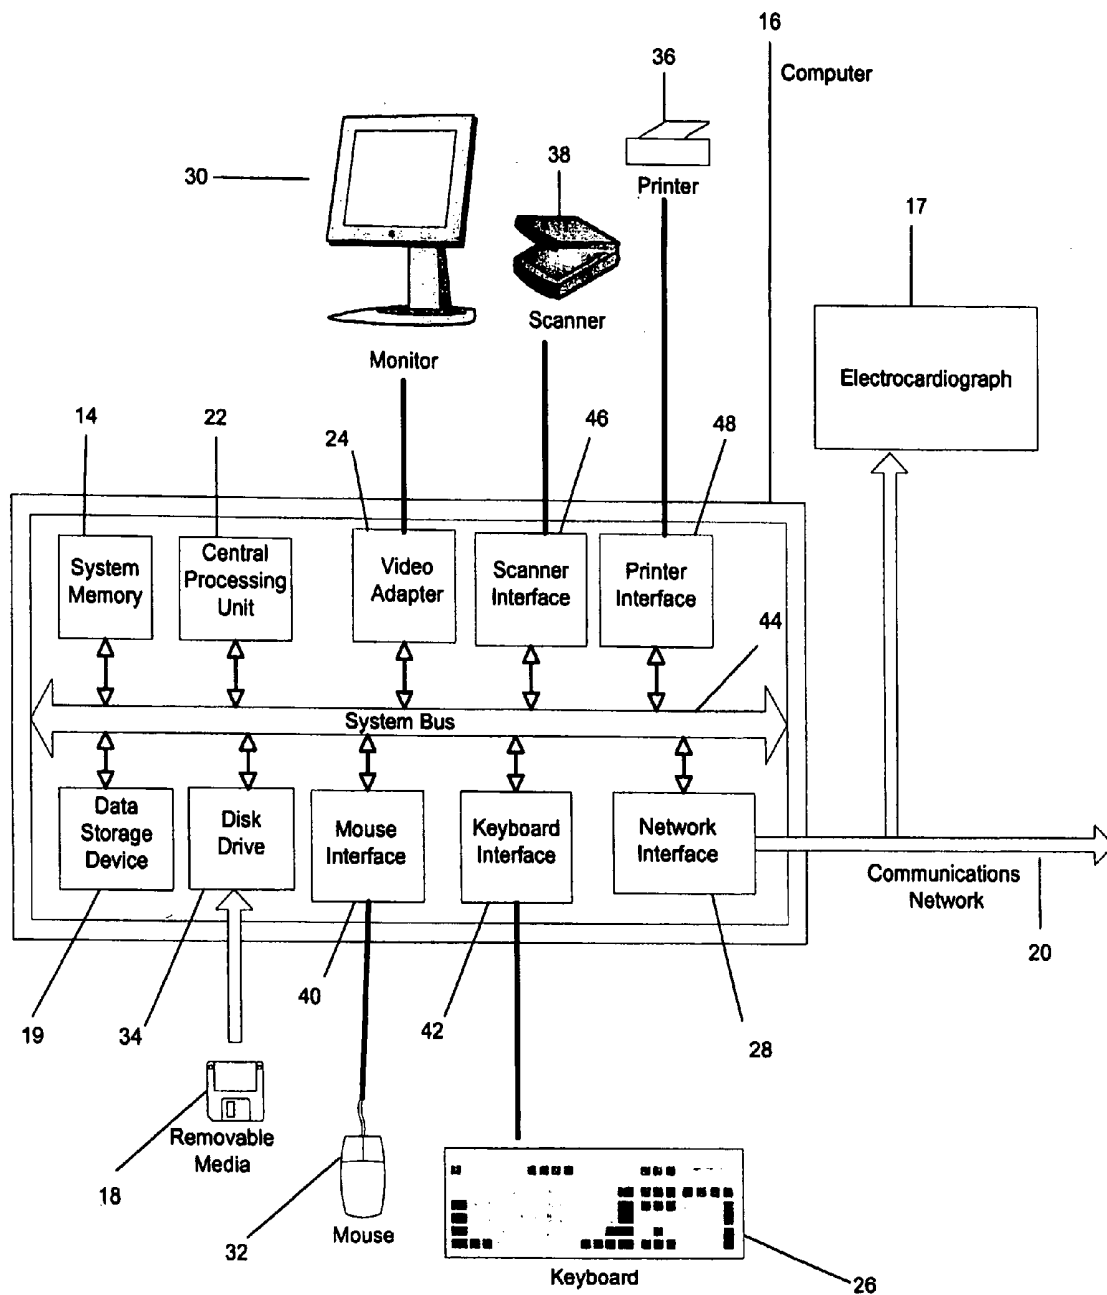 16
Computer
36
Printer
38
Scanner
30
Monitor
17
Electrocardiograph
14
22
24
46
48
System
Memory
Central
Processing
Unit
Video
Adapter
Scanner
Interface
Printer
Interface
44
System Bus
Data
Storage
Device
Disk
Drive
Mouse
Interface
Keyboard
Interface
Network
Interface
Communications
Network
20
19
34
40
42
28
18
Removable
Media
32
Mouse
26
Keyboard